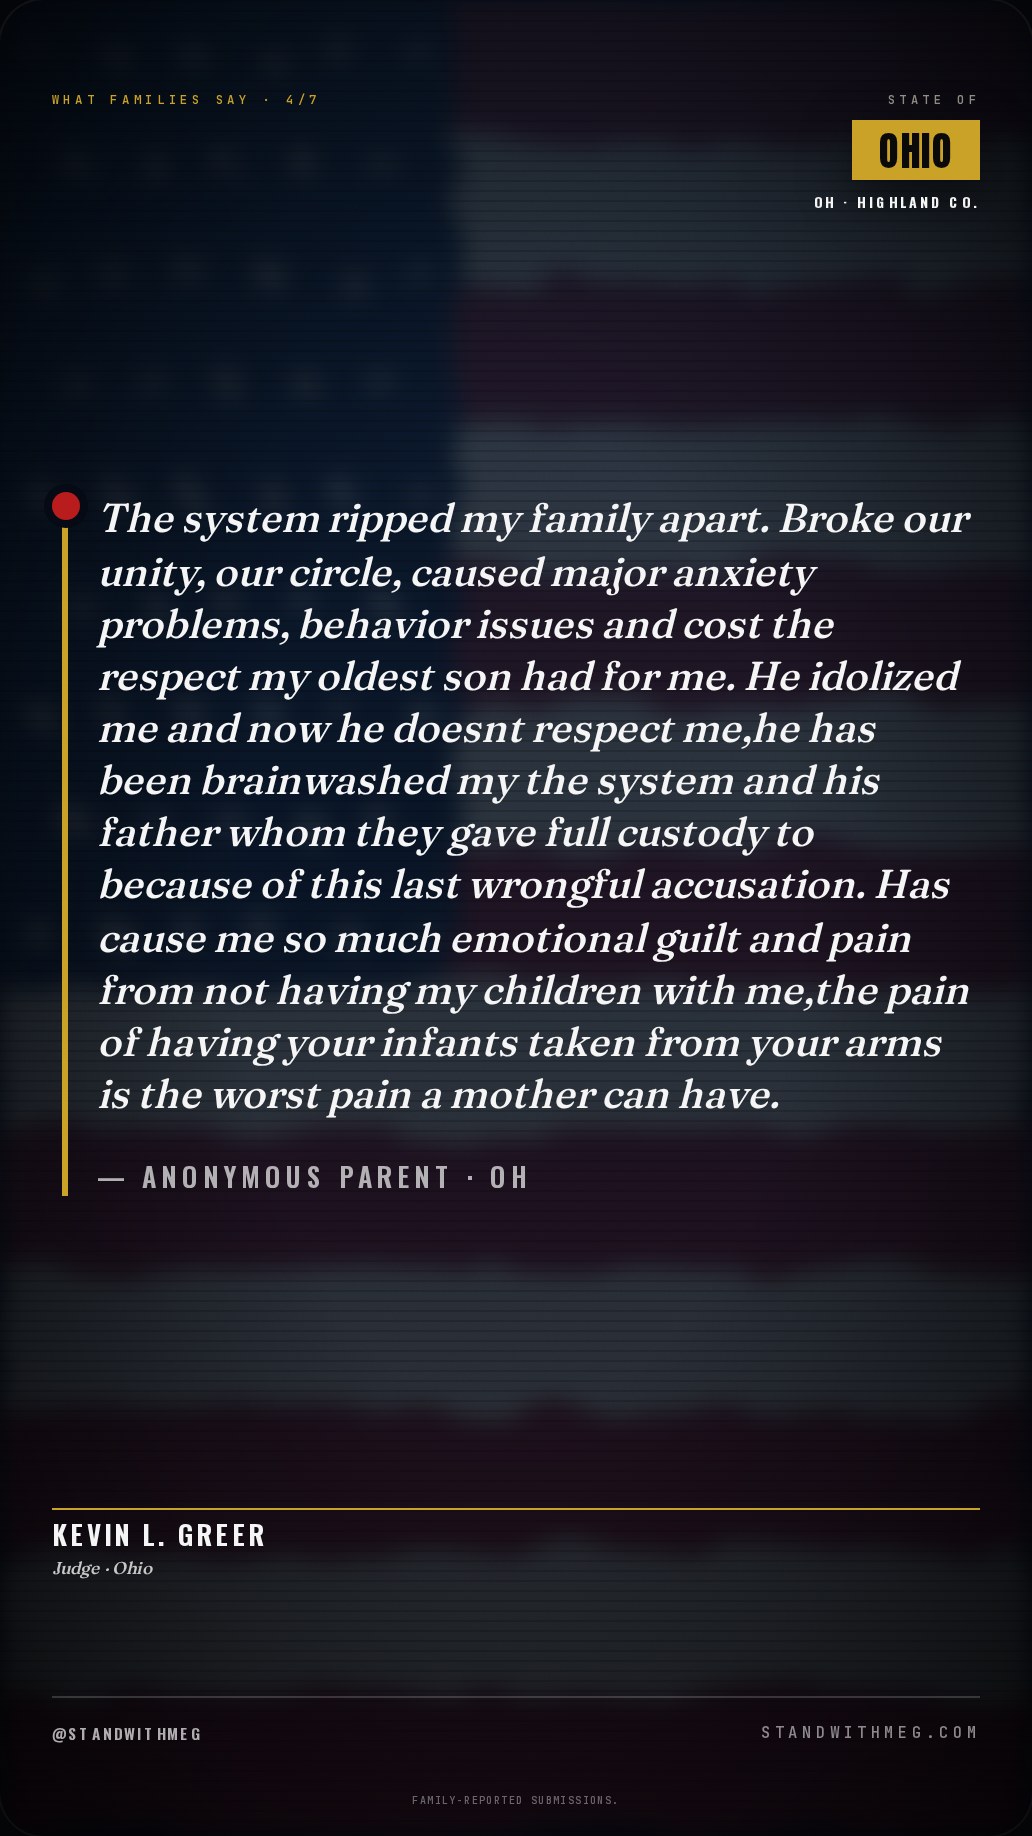 WHAT FAMILIES SAY · 4/7
STATE OF
OHIO
OH · HIGHLAND CO.
The system ripped my family apart. Broke our
unity, our circle, caused major anxiety
problems, behavior issues and cost the
respect my oldest son had for me. He idolized
me and now he doesnt respect me,he has
been brainwashed my the system and his
father whom they gave full custody to
because of this last wrongful accusation. Has
cause me so much emotional guilt and pain
from not having my children with me,the pain
of having your infants taken from your arms
is the worst pain a mother can have.
— ANONYMOUS PARENT · OH
KEVIN L. GREER
Judge · Ohio
@STANDWITHMEG
STANDWITHMEG.COM
FAMILY-REPORTED SUBMISSIONS.